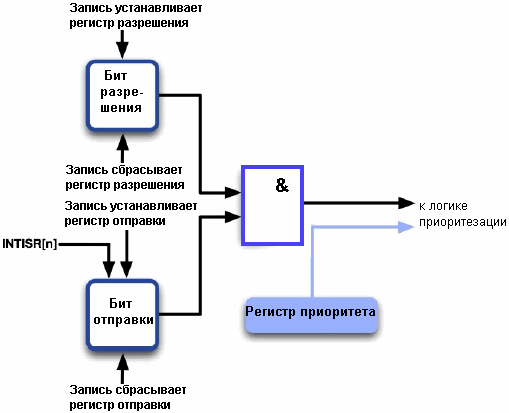 Запись устанавливает
регистр разрешения
Бит
разре-
шения
Запись сбрасывает
регистр разрешения
Запись устанавливает
регистр отправки
&
к логике
приоритезации
INTISR[n]
Бит
отправки
Регистр приоритета
Запись сбрасывает
регистр отправки